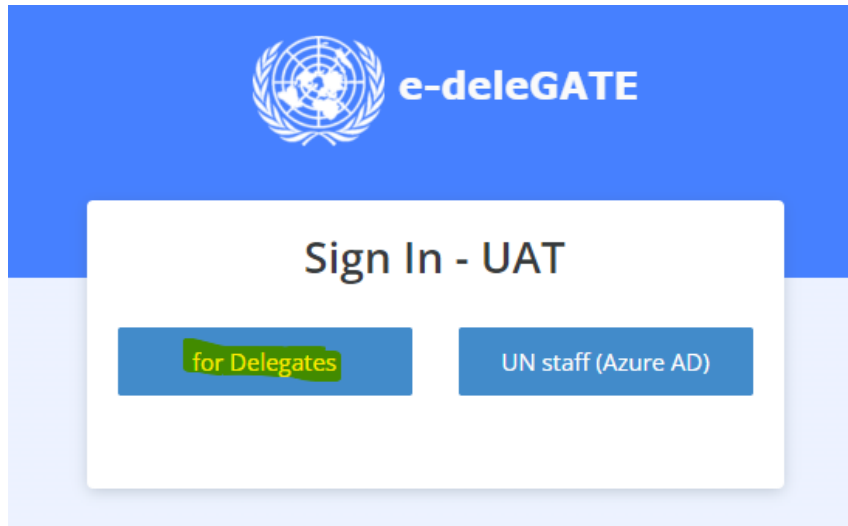 e-deleGATE
Sign In - UAT
for Delegates
UN staff (Azure AD)